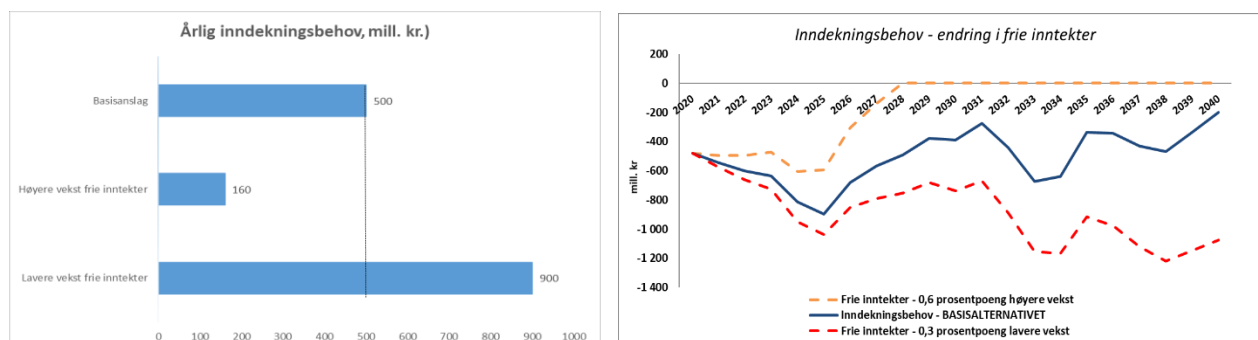 Årlig inndekningsbehov, mill. kr.)
Basisanslag
500
Høyere vekst frie inntekter
160
Lavere vekst frie inntekter
900
0 100 200 300 400 500 600 700 800 900 1000
Inndekningsbehov - endring i frie inntekter
200
0
-200
-400
-600
-800
-1 000
-1 200
-1 400
mill. kr
2020 2021 2022 2023 2024 2025 2026 2027 2028 2029 2030 2031 2032 2033 2034 2035 2036 2037 2038 2039 2040
Frie inntekter - 0,6 prosentpoeng høyere vekst
Inndekningsbehov - BASISALTERNATIVET
Frie inntekter - 0,3 prosentpoeng lavere vekst